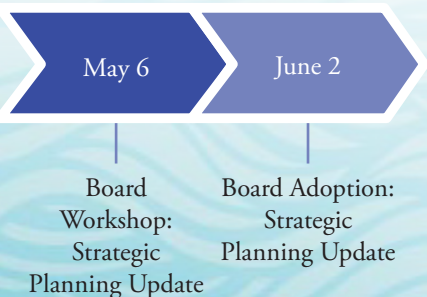 May 6
June 2
Board
Workshop:
Strategic
Planning Update
Board Adoption:
Strategic
Planning Update